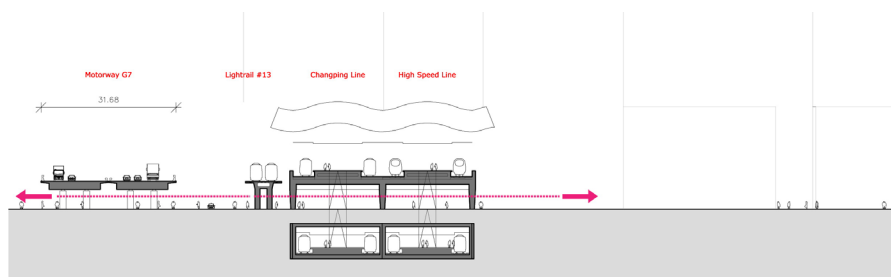 Motorway G7
Lightrail #13
Changping Line
High Speed Line
31.68